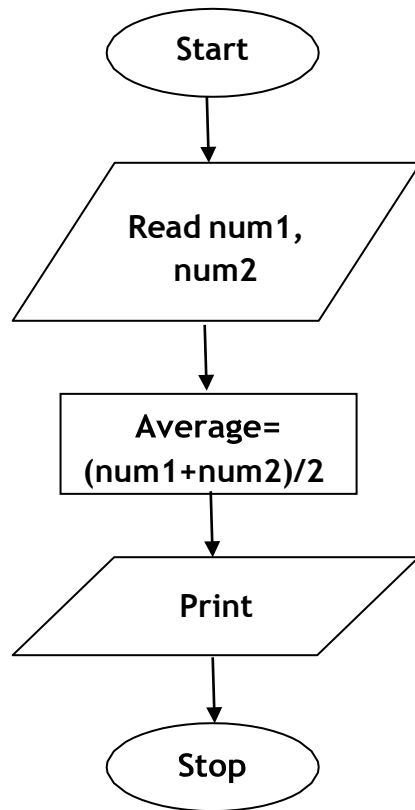 Start
Read num1,
num2
Average=
(num1+num2)/2
Print
Stop